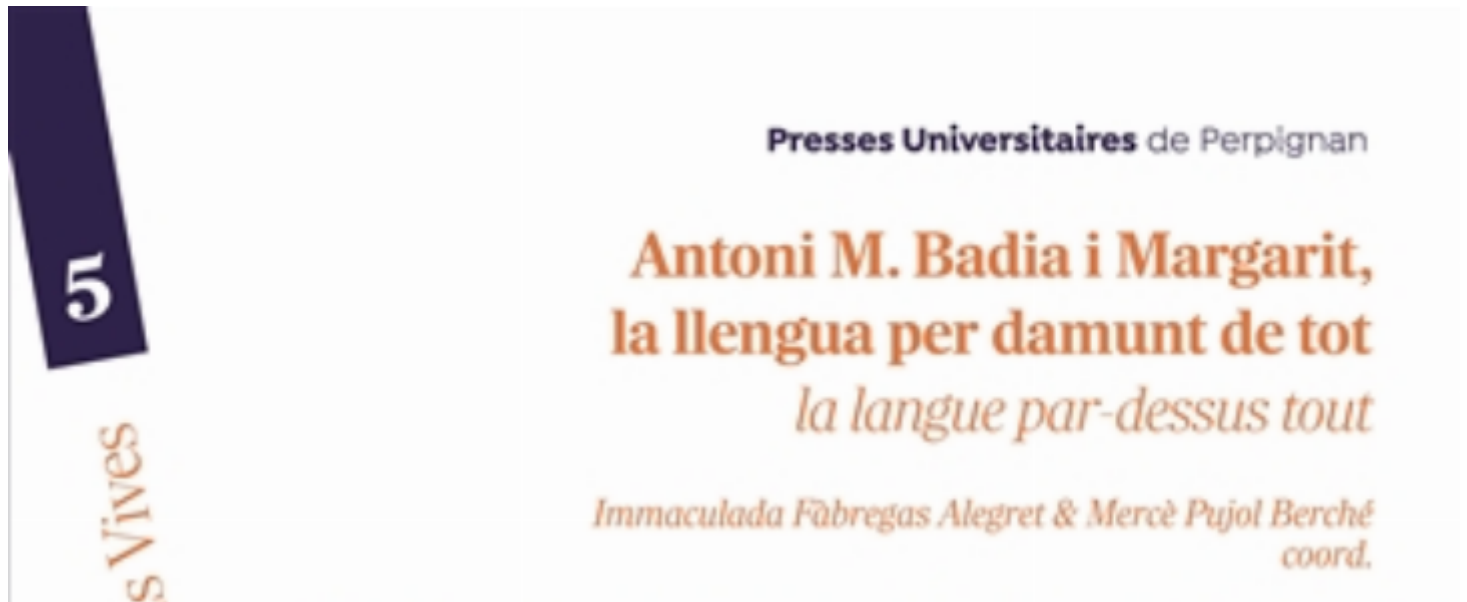 Presses Universitaires de Perpignan
Antoni M. Badia i Margarit,
la llengua per damunt de tot
la langue par-dessus tout
Immaculada Fàbregas Alegret & Mercè Pujol Berché
coord.
5
Vives